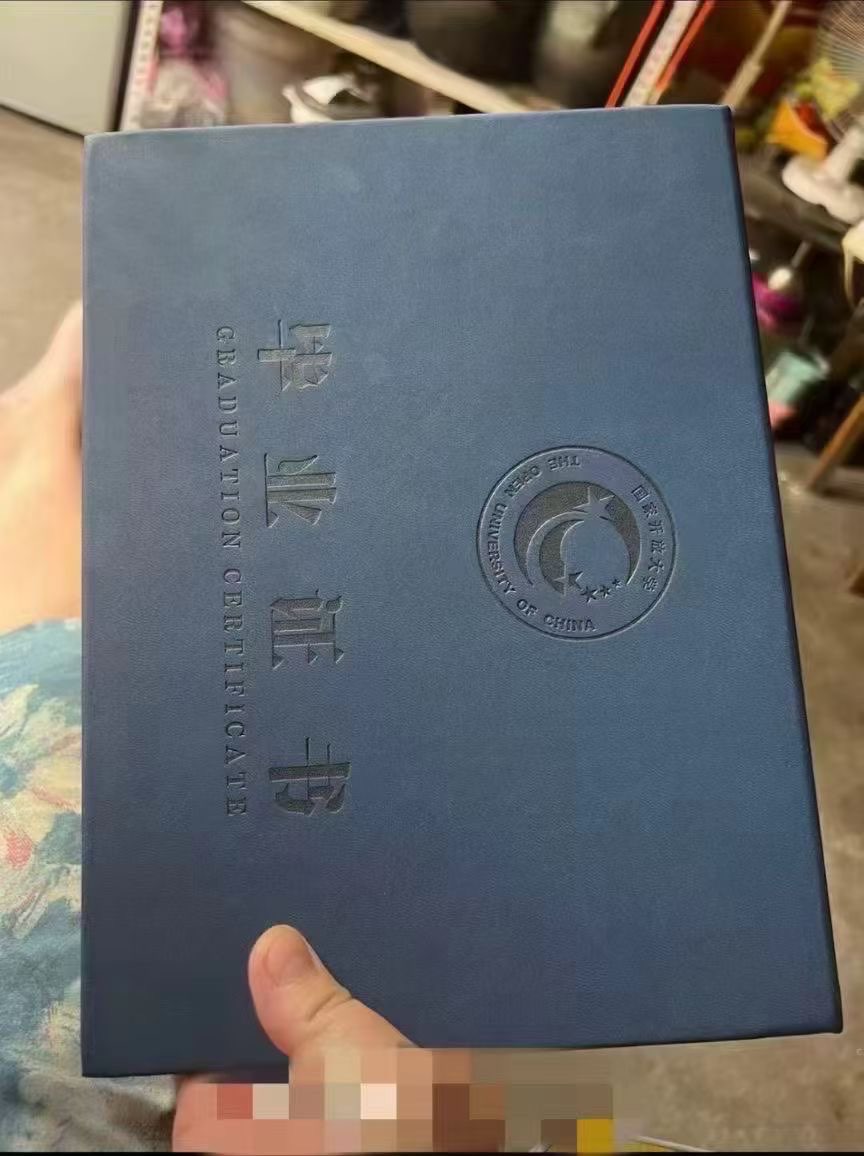 国家开放大学
THE OPEN UNIVERSITY OF CHINA
毕业证书
GRADUATION CERTIFICATE